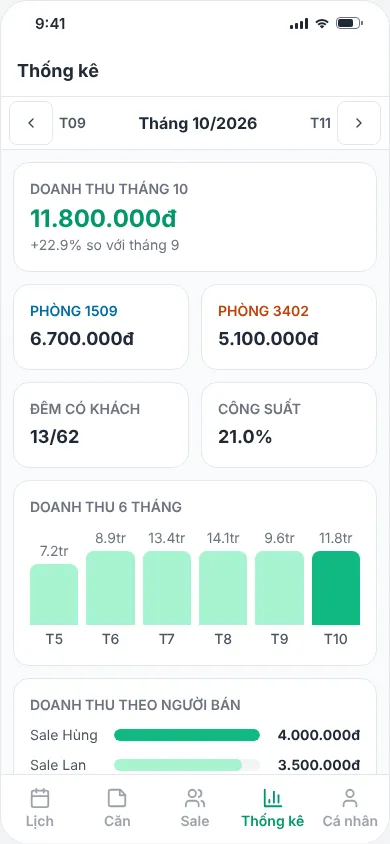 9:41
Thống kê
T09 Tháng 10/2026 T11
DOANH THU THÁNG 10
11.800.000đ
+22.9% so với tháng 9
PHÒNG 1509 PHÒNG 3402
6.700.000đ 5.100.000đ
ĐÊM CÓ KHÁCH CÔNG SUẤT
13/62 21.0%
DOANH THU 6 THÁNG
7.2tr 8.9tr 13.4tr 14.1tr 9.6tr 11.8tr
T5 T6 T7 T8 T9 T10
DOANH THU THEO NGƯỜI BÁN
Sale Hùng 4.000.000đ
Sale Lan 3.500.000đ
Lịch Căn Sale Thống kê Cá nhân